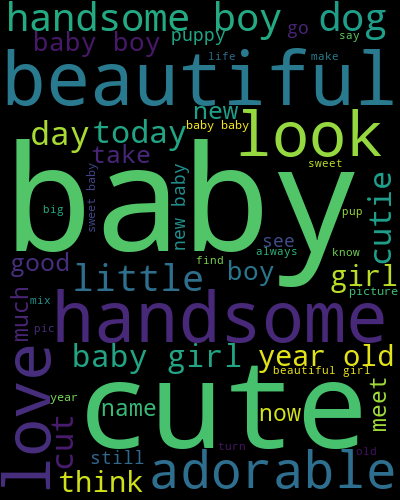 handsome boy dog
baby boy
puppy
go
say
beautiful
life
make
new
day
today
baby baby
look
take
sweet
baby
sweet baby
new baby
big
pup
cutie
see
always
know
find
good
little
boy
girl
picture
much
mix
handsome
pic
love
baby girl
year old
beautiful girl
cute
year
name
now
meet
cut
turn
old
still
adorable
think